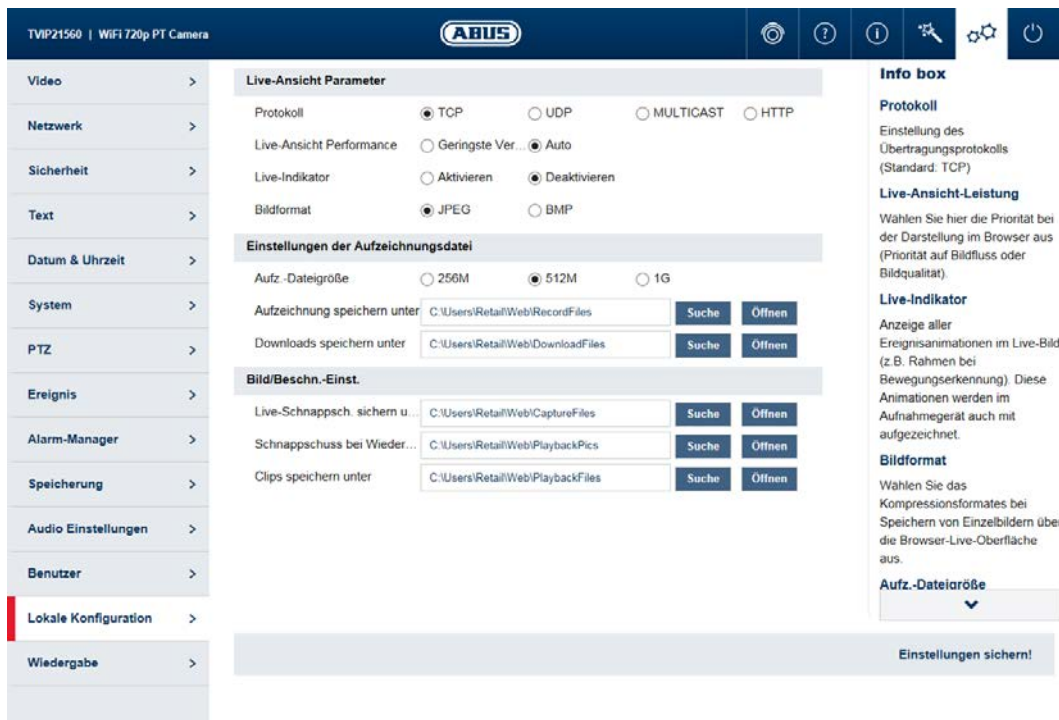 TVIP21560 | WiFi 720p PT Camera
ABUS
Video
Netzwerk
Sicherheit
Text
Datum & Uhrzeit
System
PTZ
Ereignis
Alarm-Manager
Speicherung
Audio Einstellungen
Benutzer
Lokale Konfiguration
Wiedergabe
Live-Ansicht Parameter
Protokoll TCP UDP MULTICAST HTTP
Live-Ansicht Performance Geringste Ver... Auto
Live-Indikator Aktivieren Deaktivieren
Bildformat JPEG BMP
Einstellungen der Aufzeichnungsdatei
Aufz.-Dateigröße 256M 512M 1G
Aufzeichnung speichern unter C:\Users\Retail\Web\RecordFiles Suche Öffnen
Downloads speichern unter C:\Users\Retail\Web\DownloadFiles Suche Öffnen
Bild/Beschn.-Einst.
Live-Schnappsch. sichern u... C:\Users\Retail\Web\CaptureFiles Suche Öffnen
Schnappschuss bei Wieder... C:\Users\Retail\Web\PlaybackPics Suche Öffnen
Clips speichern unter C:\Users\Retail\Web\PlaybackFiles Suche Öffnen
Info box
Protokoll
Einstellung des
Übertragungsprotokolls
(Standard: TCP)
Live-Ansicht-Leistung
Wählen Sie hier die Priorität bei
der Darstellung im Browser aus
(Priorität auf Bildfluss oder
Bildqualität).
Live-Indikator
Anzeige aller
Ereignisanimationen im Live-Bild
(z.B. Rahmen bei
Bewegungserkennung). Diese
Animationen werden im
Aufnahmegerät auch mit
aufgezeichnet.
Bildformat
Wählen Sie das
Kompressionsformates bei
Speichern von Einzelbildern über
die Browser-Live-Oberfläche
aus.
Aufz.-Dateigröße
Einstellungen sichern!